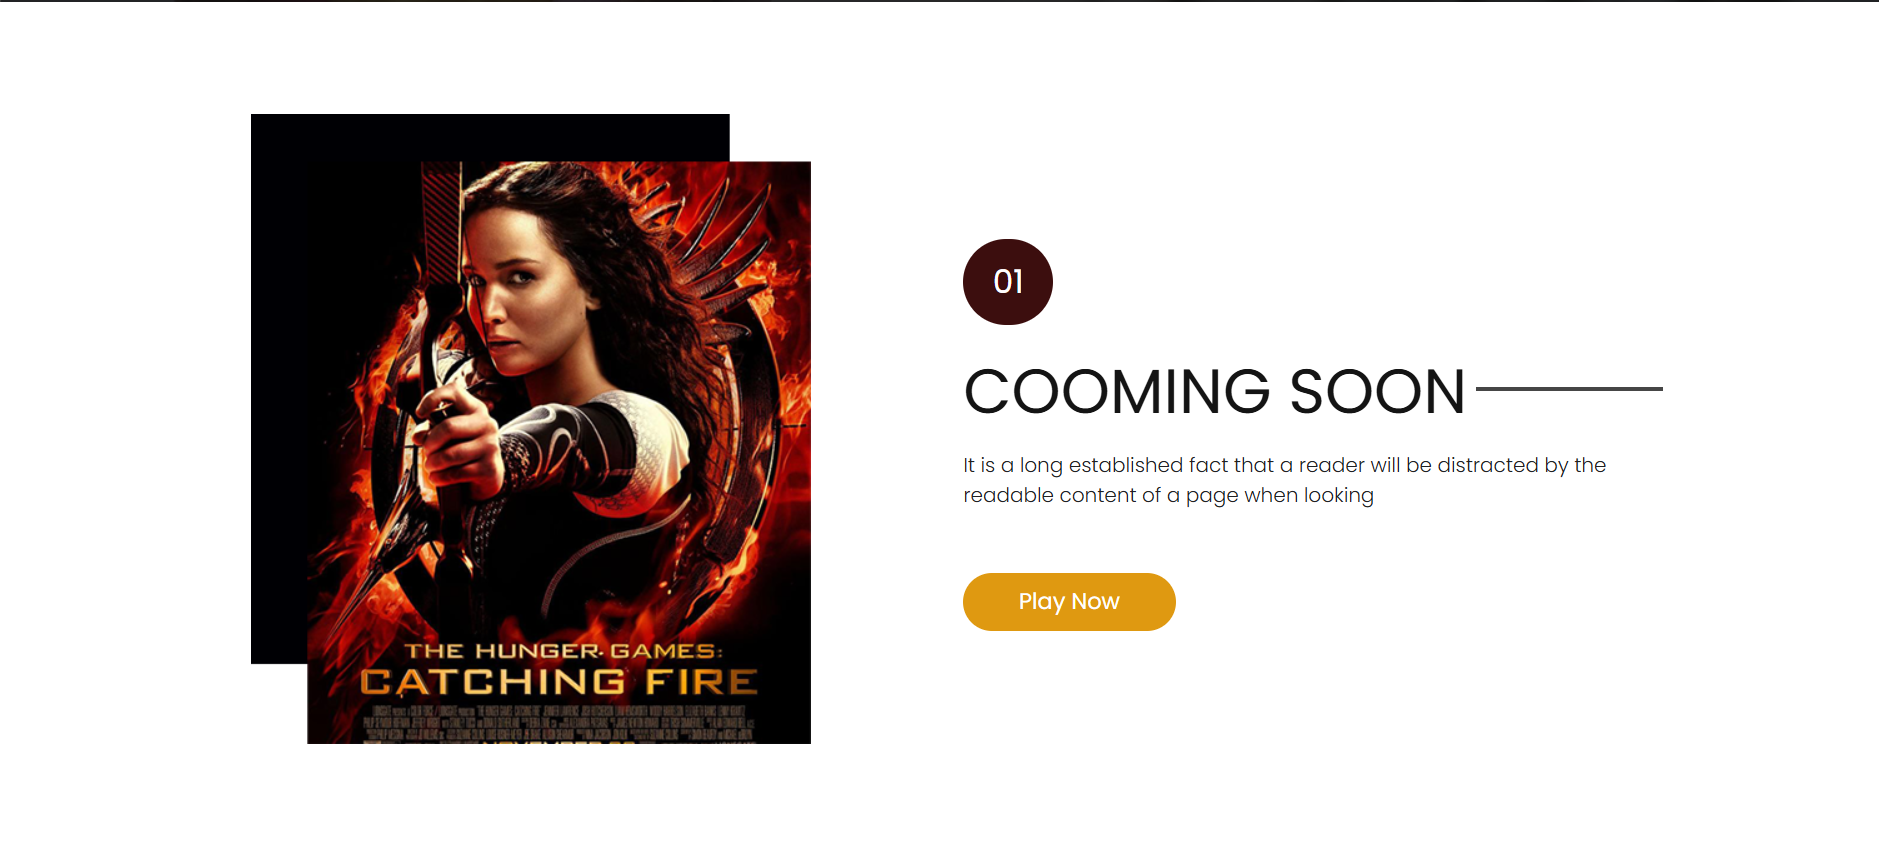 THE HUNGER GAMES:
CATCHING FIRE
01
COOMING SOON
It is a long established fact that a reader will be distracted by the
readable content of a page when looking
Play Now